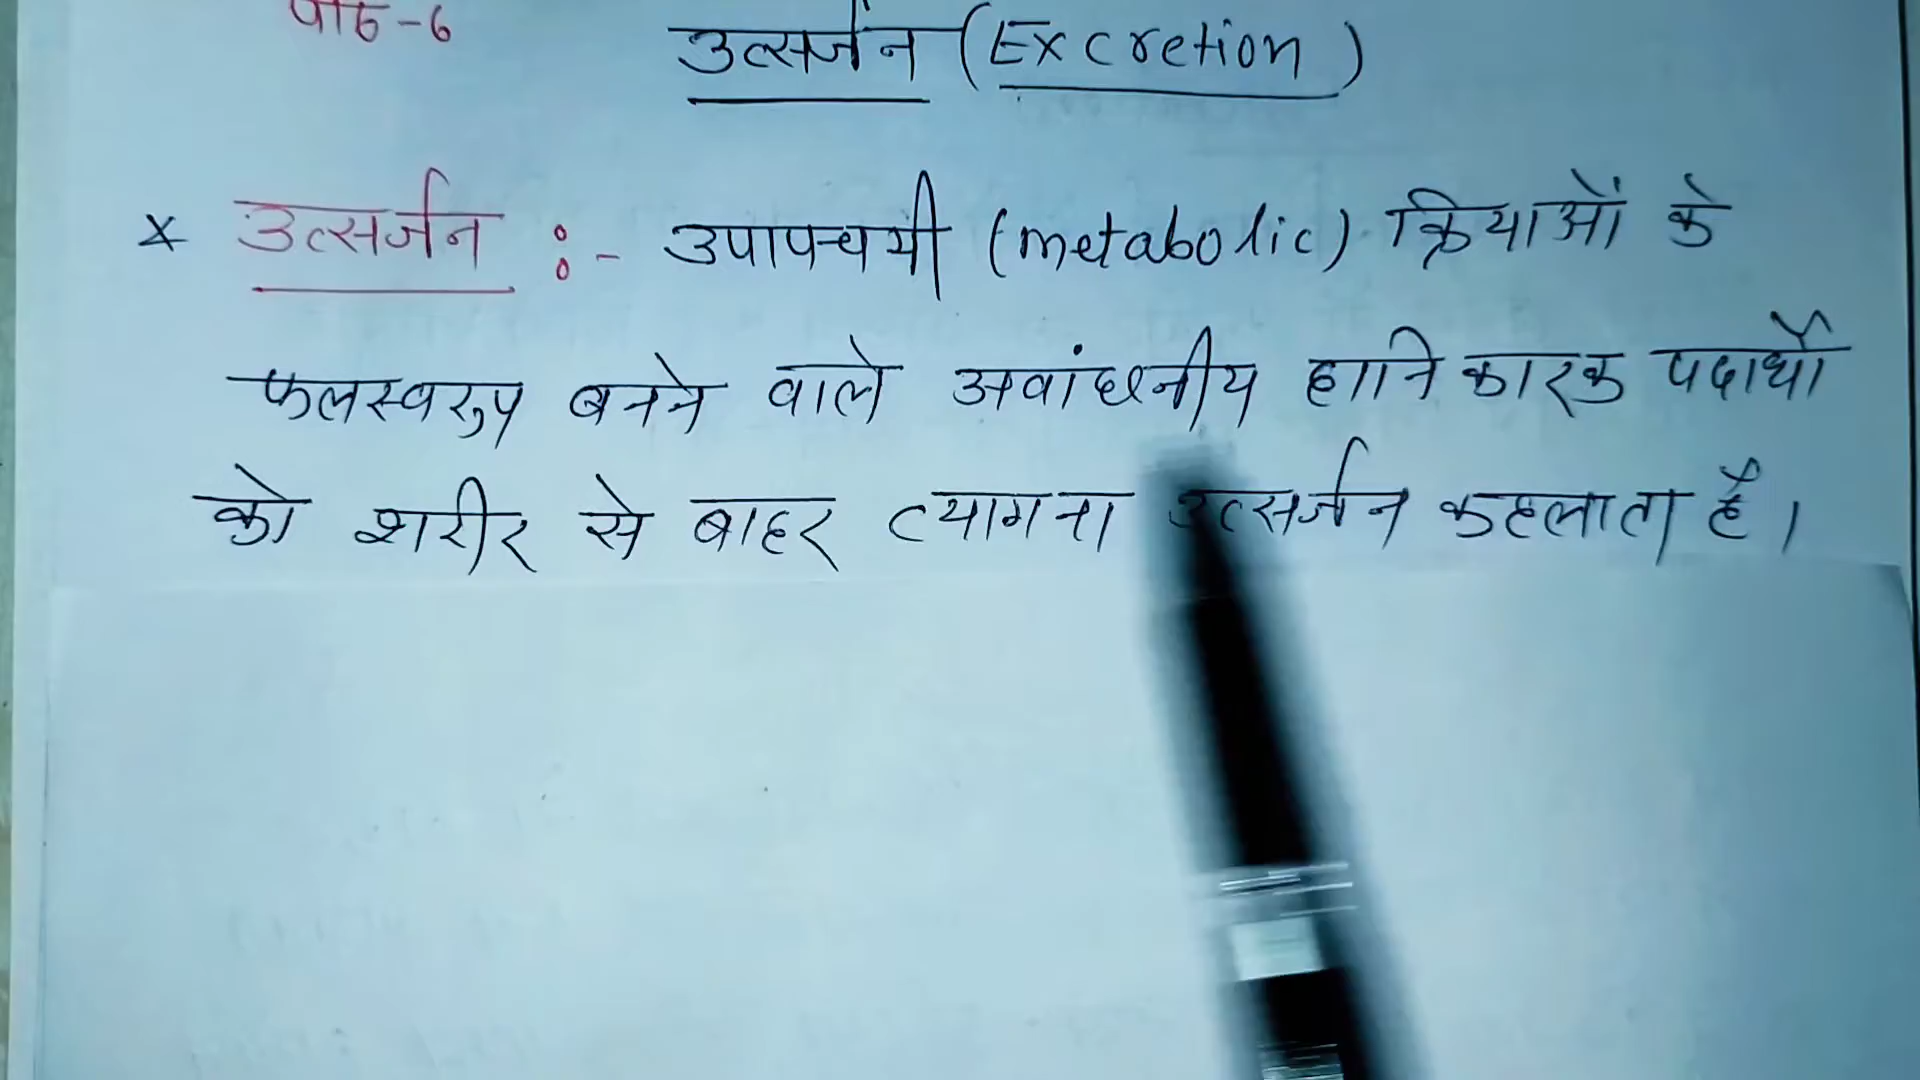 पाठ-6
उत्सर्जन (Excretion)
* उत्सर्जन :- उपापचयी (metabolic) क्रियाओं के
फलस्वरुप बनने वाले अवांछनीय हानिकारक पदार्थो
को शरीर से बाहर त्यागना उत्सर्जन कहलाता है।